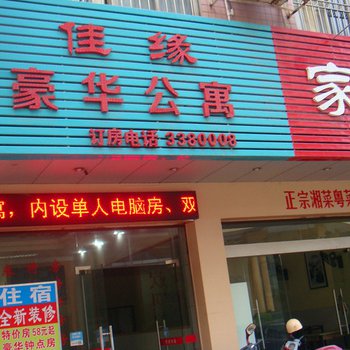 佳缘
豪华公寓
订房电话 3380008
家
寓，内设单人电脑房、双
正宗湘菜粤菜
住宿
全新装修
特价房58元起
豪华钟点房